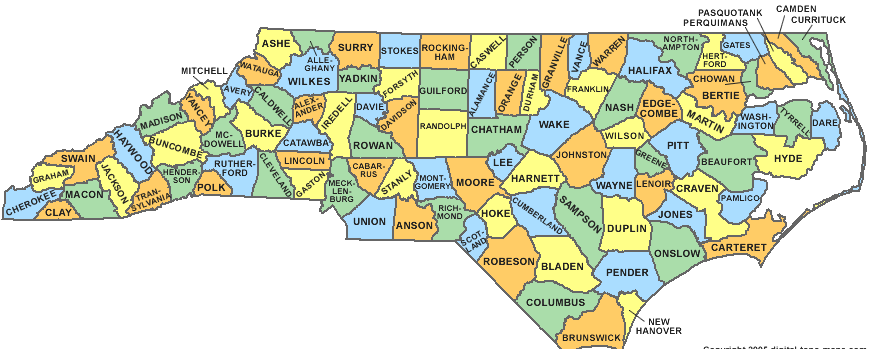 PASQUOTANK
CAMDEN
PERQUIMANS
CURRITUCK
ASHE
ALLE-
GHANY
SURRY
STOKES
ROCKING-
HAM
CASWELL
PERSON
GRANVILLE
VANCE
WARREN
NORTH-
AMPTON
HERT-
FORD
GATES
MITCHELL
WATAUGA
WILKES
YADKIN
FORSYTH
GUILFORD
ALAMANCE
ORANGE
DURHAM
FRANKLIN
HALIFAX
CHOWAN
BERTIE
AVERY
CALDWELL
ALEX-
ANDER
IREDELL
DAVIE
DAVIDSON
RANDOLPH
CHATHAM
WAKE
NASH
EDGE-
COMBE
MARTIN
WASH-
INGTON
TYRRELL
DARE
YANCEY
MADISON
BUNCOMBE
MC-
DOWELL
BURKE
CATAWBA
ROWAN
WILSON
PITT
BEAUFORT
HYDE
HAYWOOD
SWAIN
GRAHAM
JACKSON
HENDER-
SON
RUTHER-
FORD
CLEVELAND
LINCOLN
GASTON
CABAR-
RUS
STANLY
MONT-
GOMERY
MOORE
LEE
HARNETT
JOHNSTON
WAYNE
GREENE
LENOIR
CRAVEN
PAMLICO
CHEROKEE
CLAY
MACON
TRAN-
SYLVANIA
POLK
MECK-
LEN-
BURG
UNION
ANSON
RICH-
MOND
SCOT-
LAND
HOKE
CUMBERLAND
SAMPSON
DUPLIN
JONES
CARTERET
ONSLOW
ROBESON
BLADEN
PENDER
COLUMBUS
NEW
HANOVER
BRUNSWICK